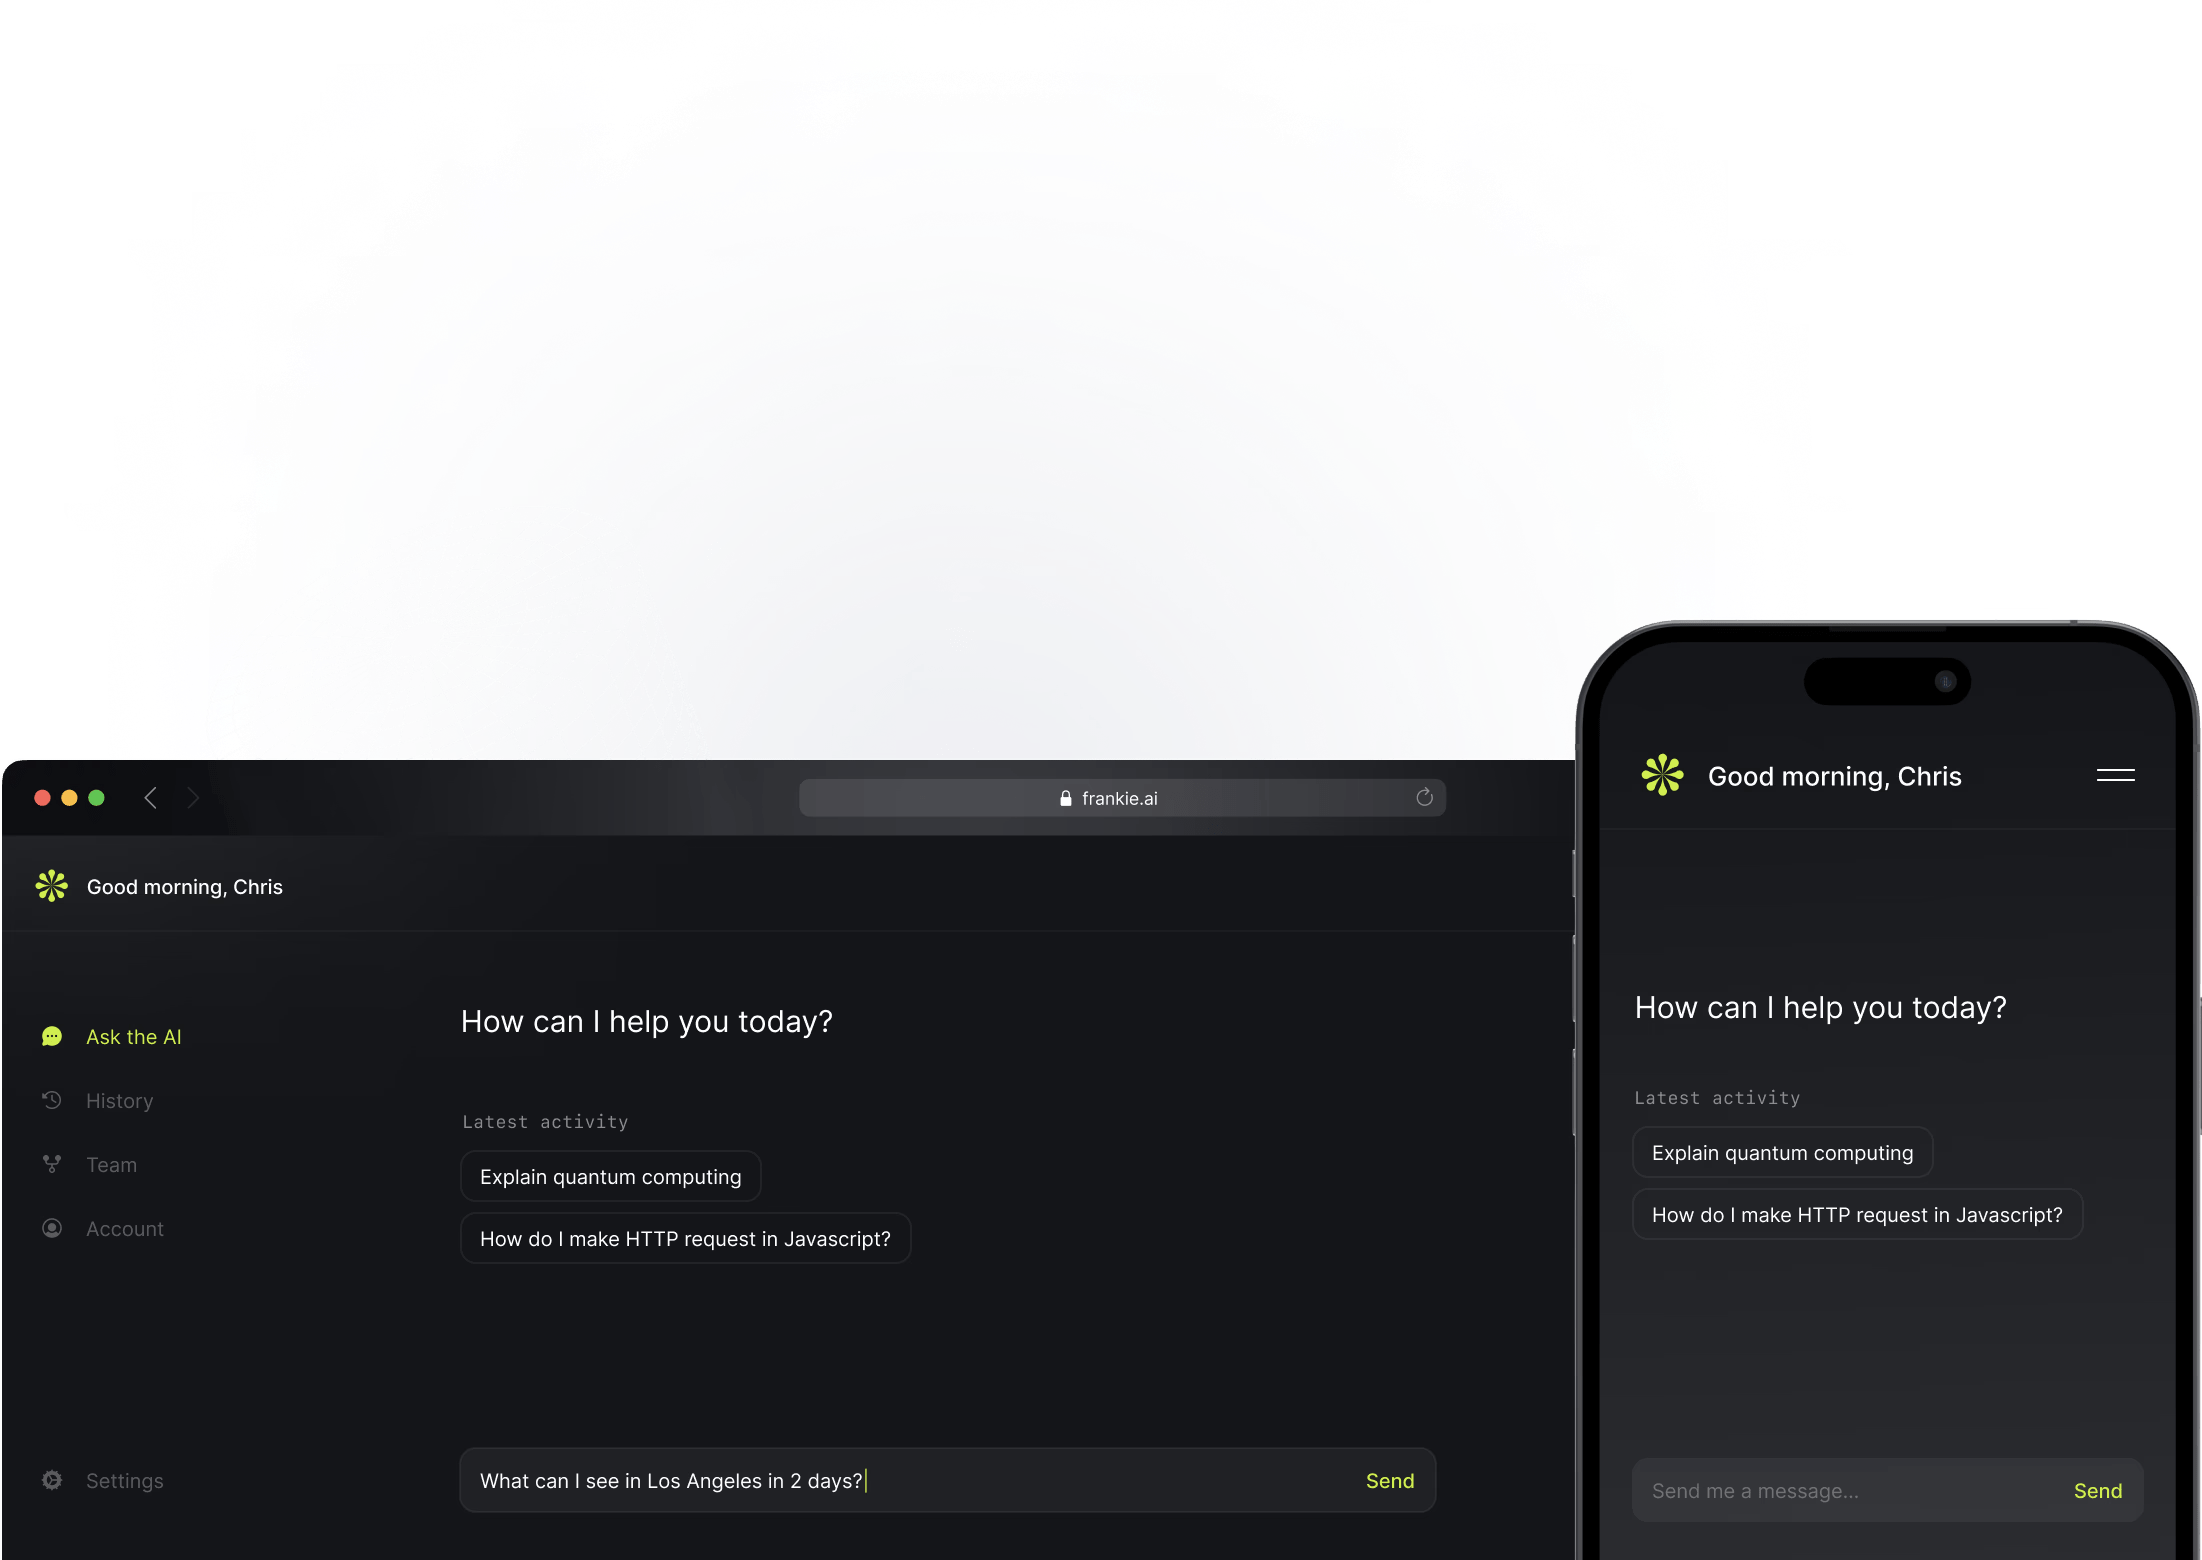 frankie.ai
Good morning, Chris
Ask the AI
History
Team
Account
Settings
How can I help you today?
Latest activity
Explain quantum computing
How do I make HTTP request in Javascript?
What can I see in Los Angeles in 2 days?
Send
Good morning, Chris
How can I help you today?
Latest activity
Explain quantum computing
How do I make HTTP request in Javascript?
Send me a message...
Send